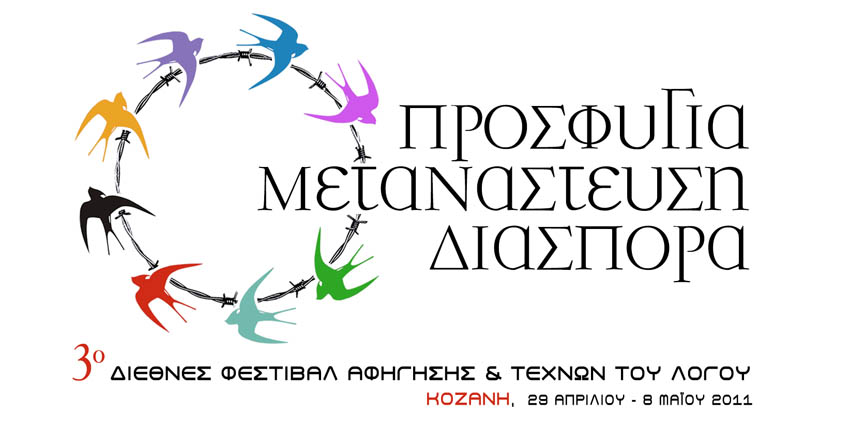 ΠΡΟΣΦΥΓΙΑ
ΜΕΤΑΝΑΣΤΕΥΣΗ
ΔΙΑΣΠΟΡΑ
3ο ΔΙΕΘΝΕΣ ΦΕΣΤΙΒΑΛ ΑΦΗΓΗΣΗΣ & ΤΕΧΝΩΝ ΤΟΥ ΛΟΓΟΥ
ΚΟΖΑΝΗ, 29 ΑΠΡΙΛΙΟΥ - 8 ΜΑΪΟΥ 2011